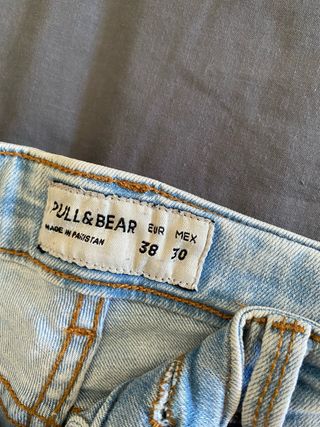 PULL&BEAR EUR MEX
MADE IN PAKISTAN 38 30